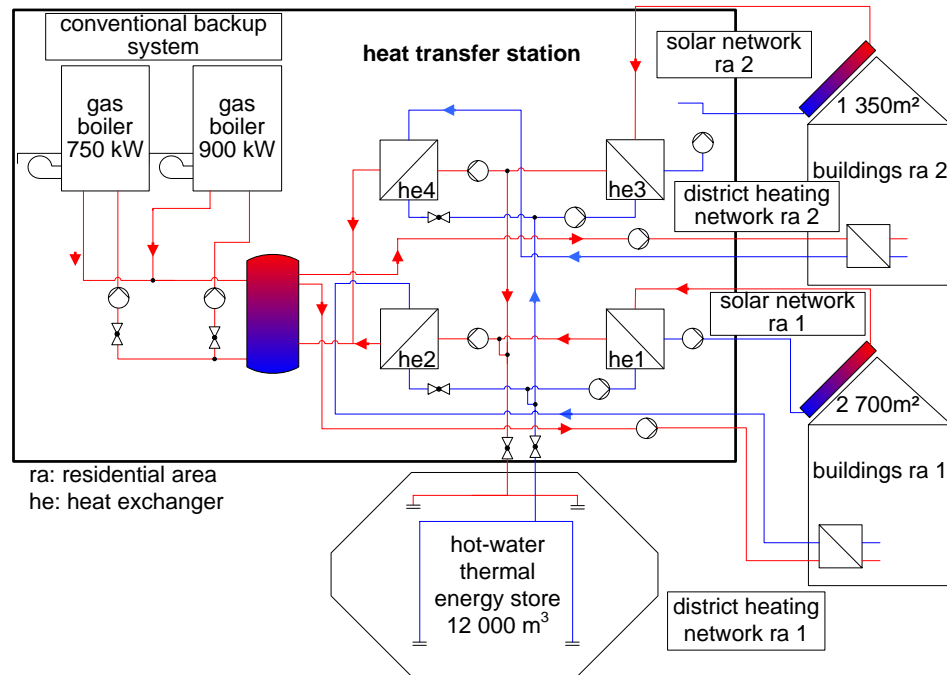 conventional backup
system
heat transfer station
solar network
ra 2
gas
boiler
750 kW
gas
boiler
900 kW
1 350m²
he4
he3
buildings ra 2
district heating
network ra 2
solar network
ra 1
he2
he1
2 700m²
buildings ra 1
ra: residential area
he: heat exchanger
hot-water
thermal
energy store
12 000 m³
district heating
network ra 1